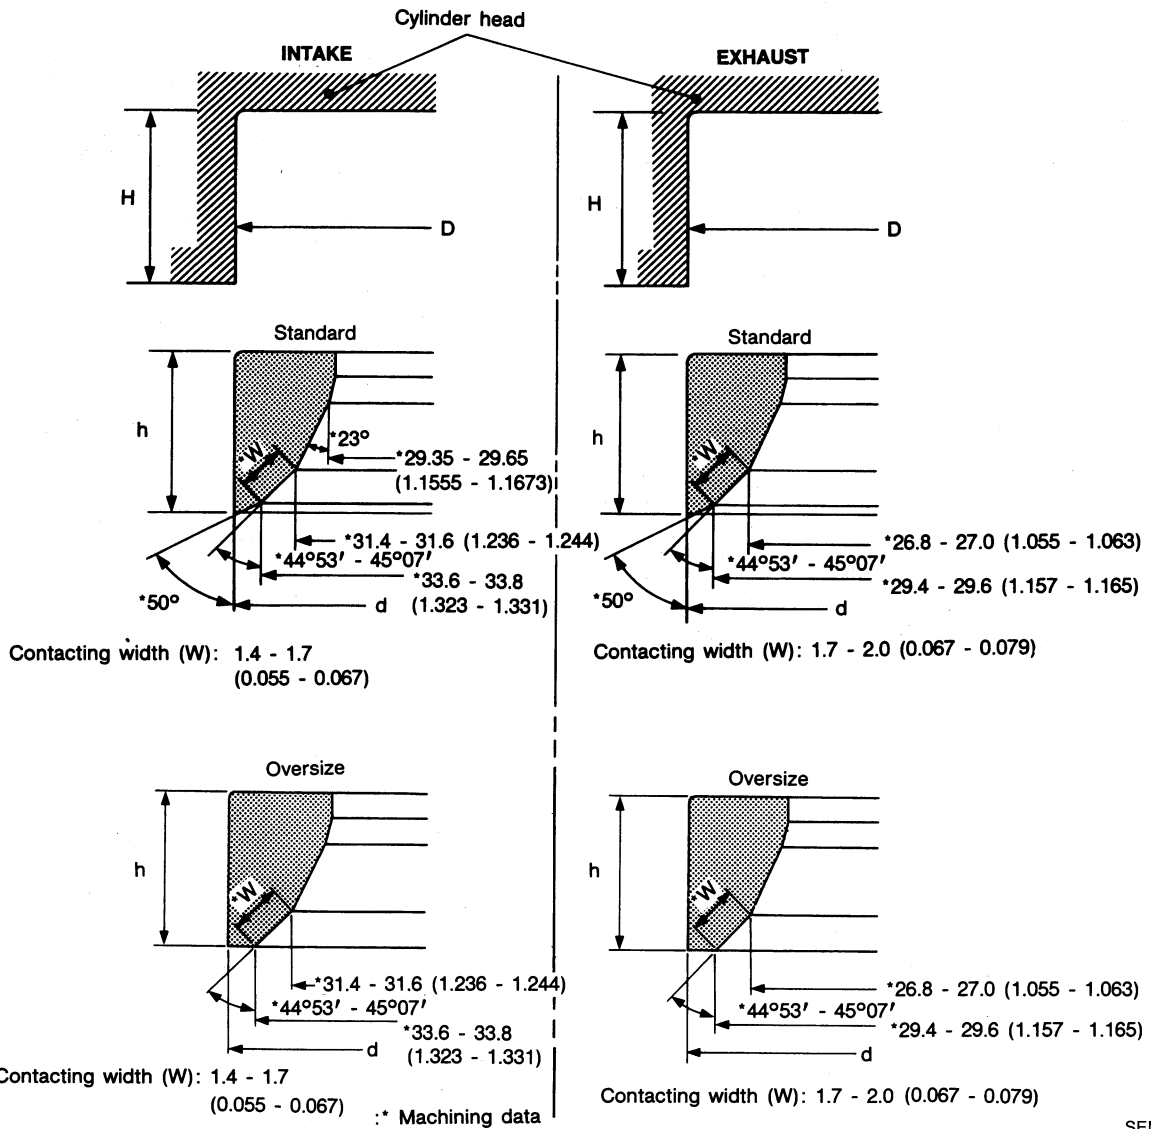 Cylinder head
INTAKE
H
D
Standard
h
*W
*23°
*29.35 - 29.65
(1.1555 - 1.1673)
*31.4 - 31.6 (1.236 - 1.244)
*44°53′ - 45°07′
*33.6 - 33.8
(1.323 - 1.331)
*50°
d
Contacting width (W): 1.4 - 1.7
(0.055 - 0.067)
Oversize
h
*W
*31.4 - 31.6 (1.236 - 1.244)
*44°53′ - 45°07′
*33.6 - 33.8
(1.323 - 1.331)
d
Contacting width (W): 1.4 - 1.7
(0.055 - 0.067)
:* Machining data
EXHAUST
H
D
Standard
h
*W
*26.8 - 27.0 (1.055 - 1.063)
*44°53′ - 45°07′
*29.4 - 29.6 (1.157 - 1.165)
*50°
d
Contacting width (W): 1.7 - 2.0 (0.067 - 0.079)
Oversize
h
*W
*26.8 - 27.0 (1.055 - 1.063)
*44°53′ - 45°07′
*29.4 - 29.6 (1.157 - 1.165)
d
Contacting width (W): 1.7 - 2.0 (0.067 - 0.079)